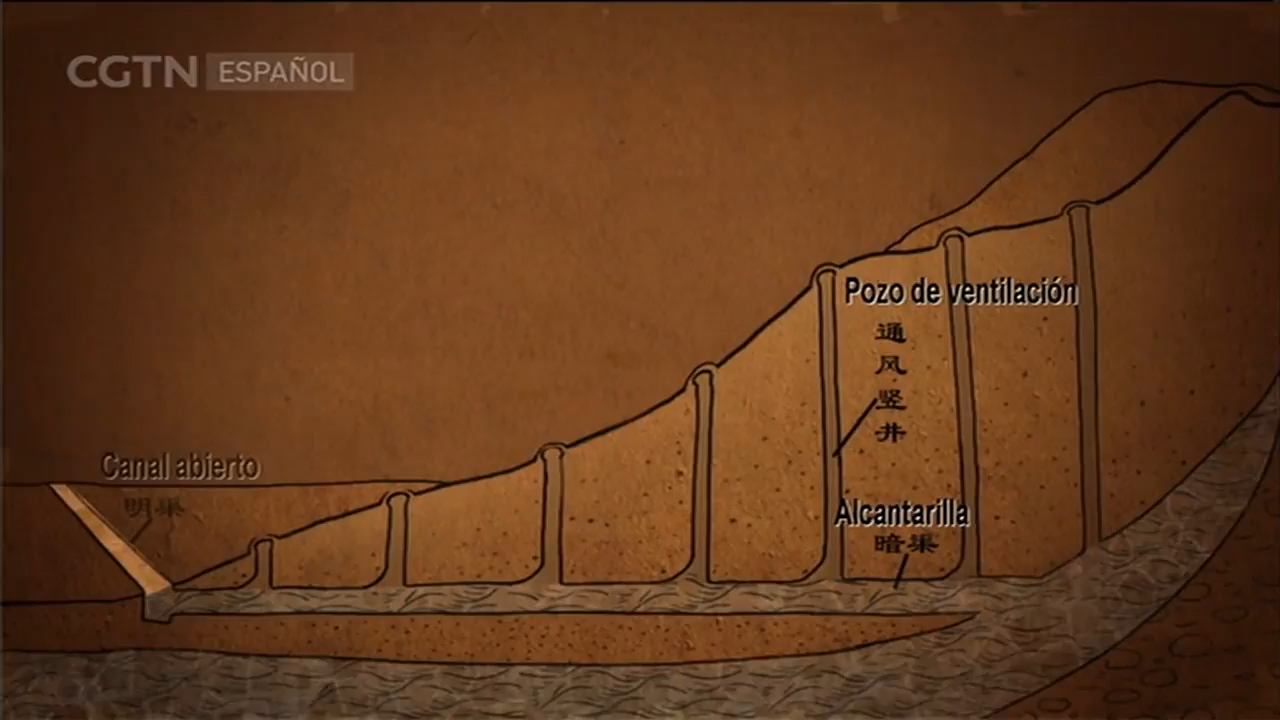 CGTN ESPAÑOL
Pozo de ventilación
通风竖井
Canal abierto
明渠
Alcantarilla
暗渠